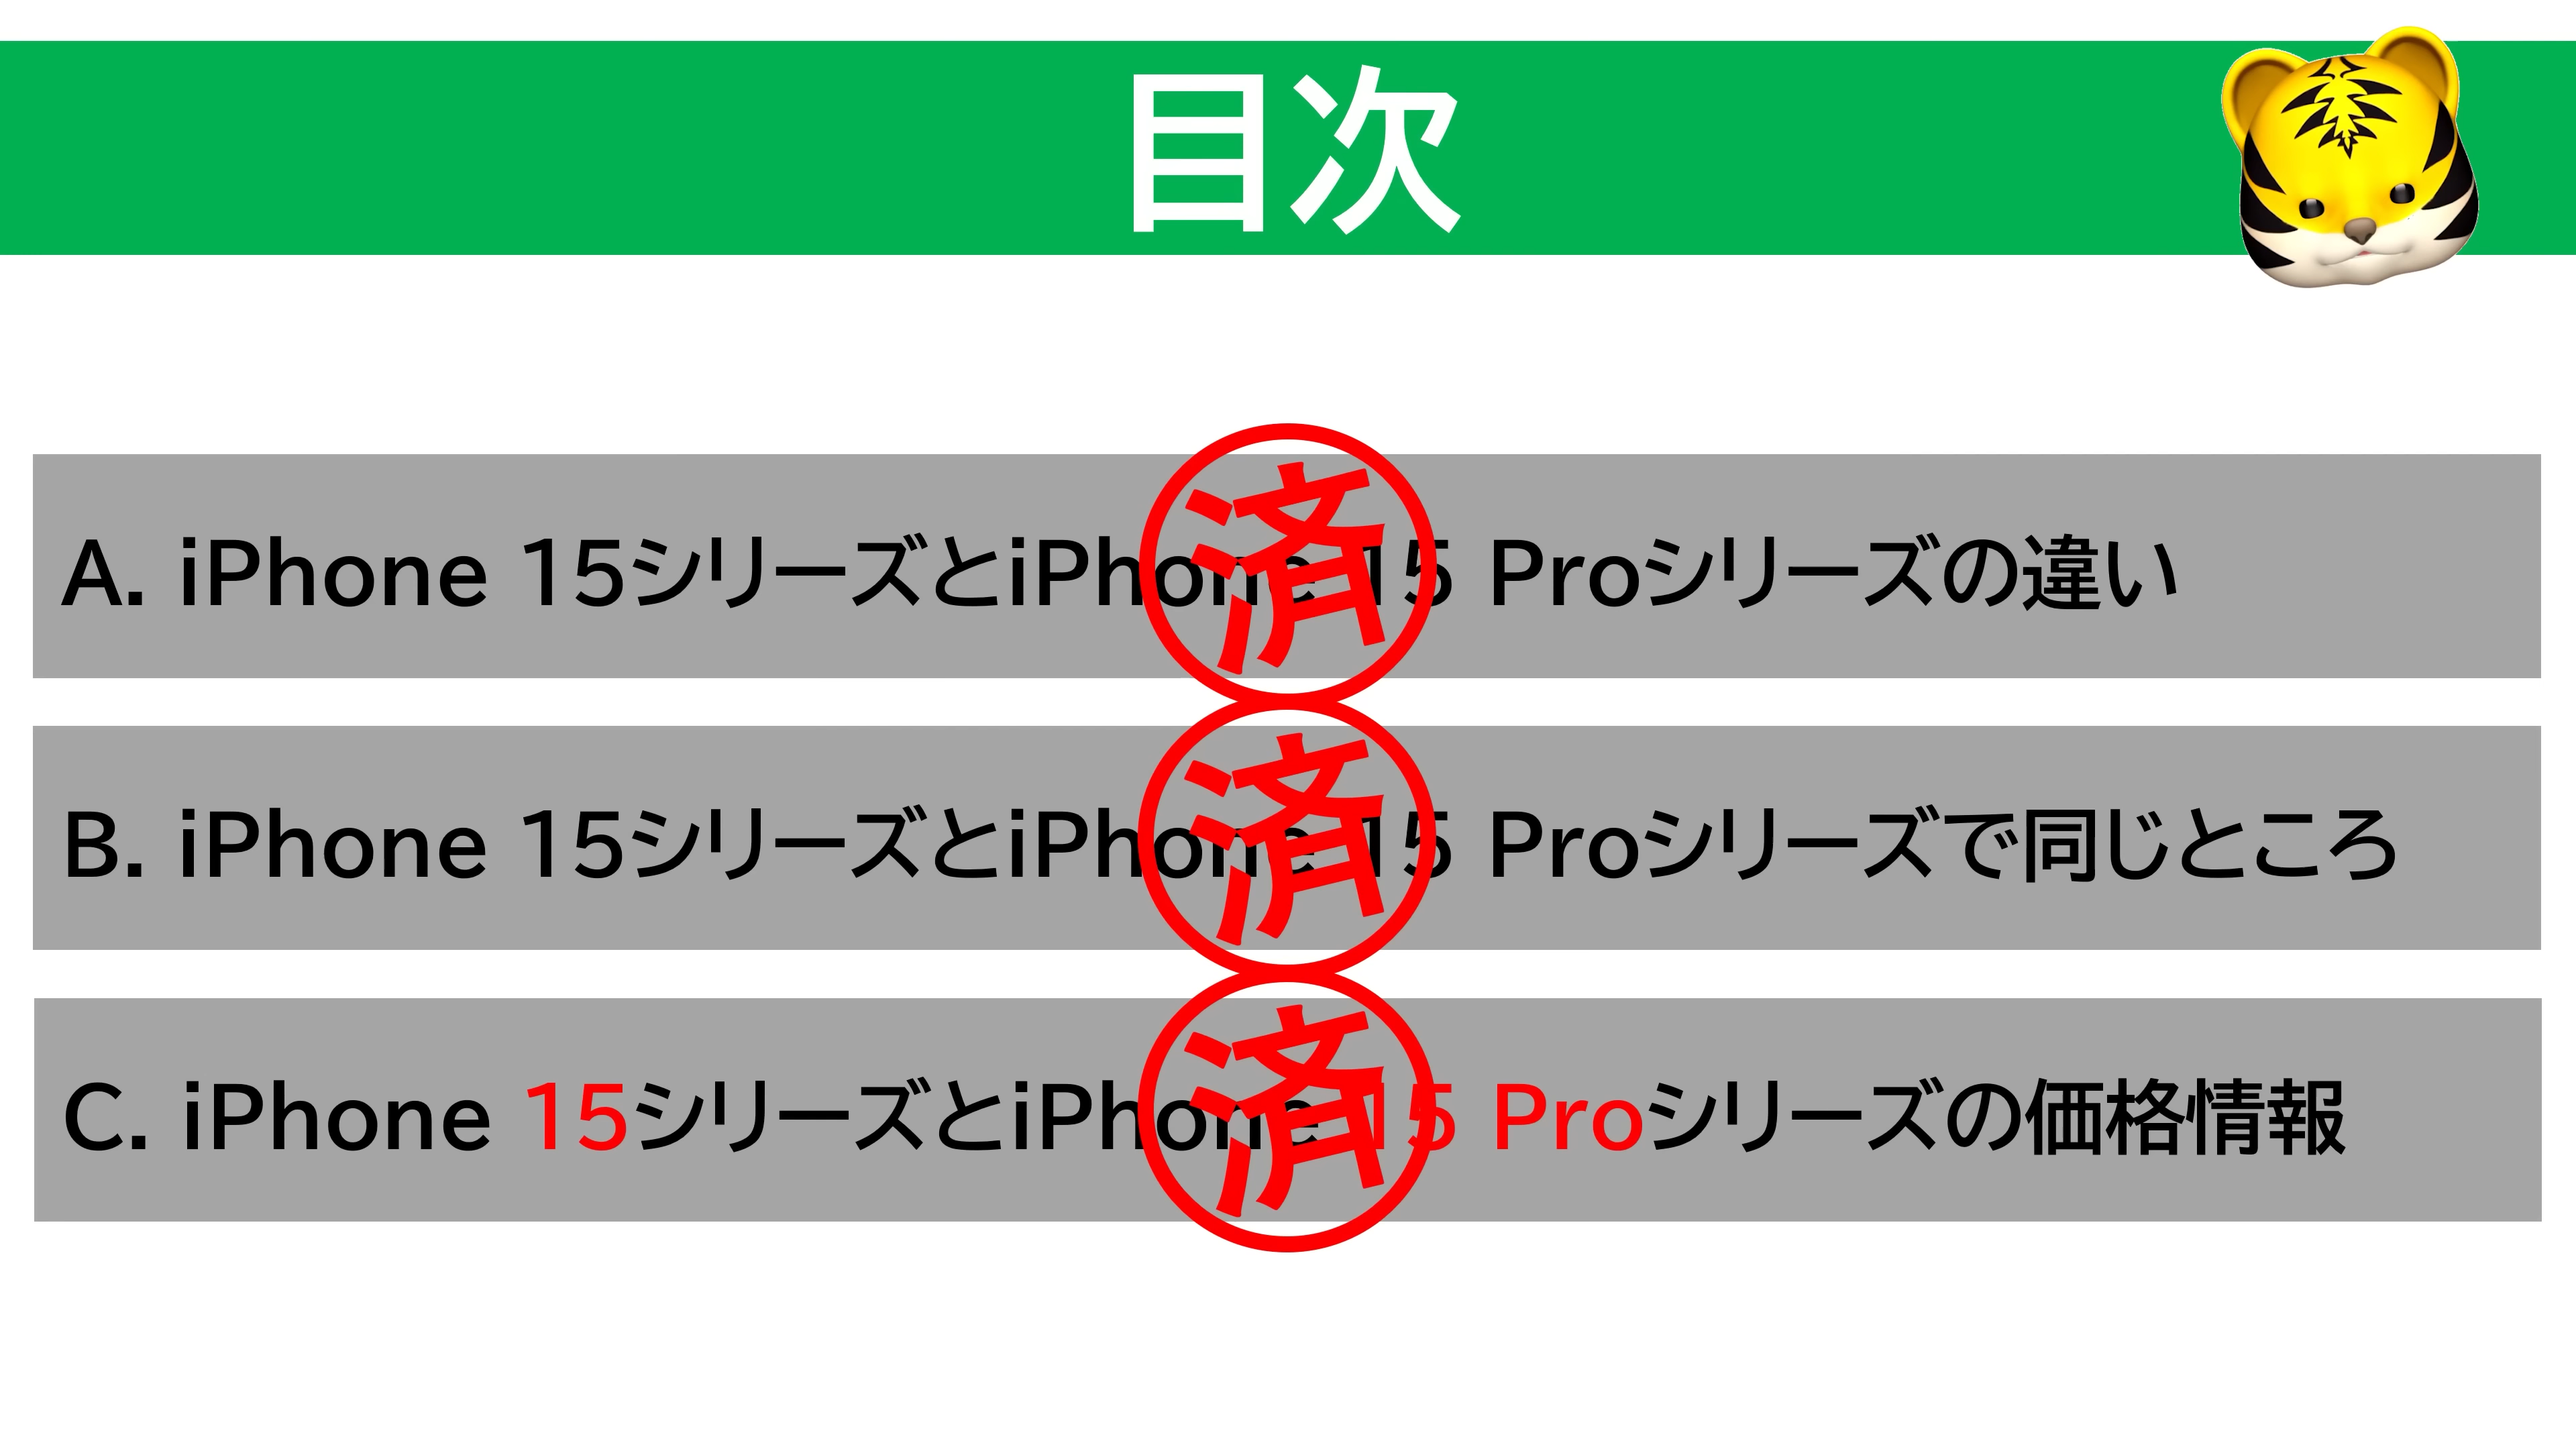 目次
A. iPhone 15シリーズとiPhone 15 Proシリーズの違い
済
B. iPhone 15シリーズとiPhone 15 Proシリーズで同じところ
済
C. iPhone 15シリーズとiPhone 15 Proシリーズの価格情報
済